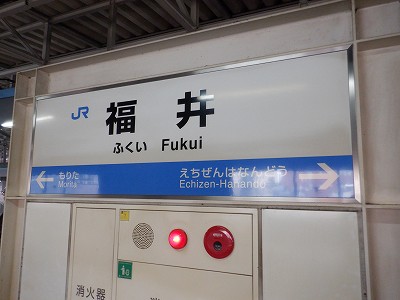 JR 福井
ふくい Fukui
もりた
Morita
えちぜんはなんどう
Echizen-Hanandō
消火器